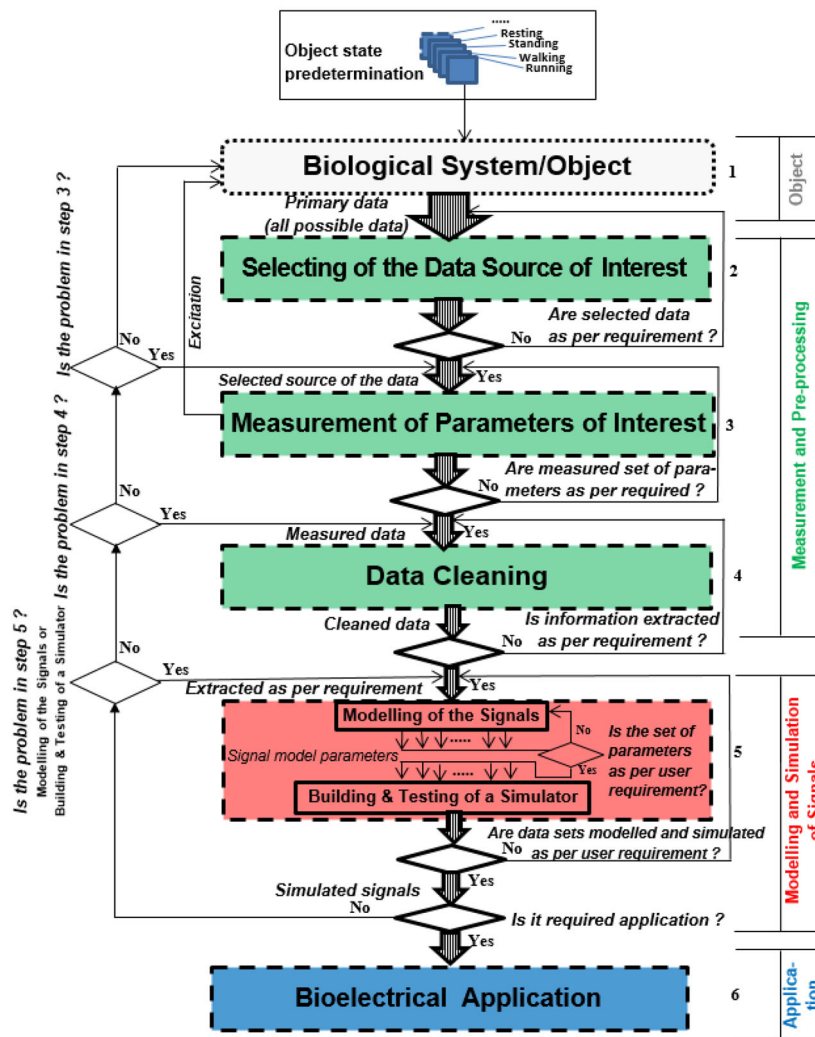 .....
Resting
Standing
Walking
Running
Object state
predetermination
Biological System/Object
1
Object
Primary data
(all possible data)
Selecting of the Data Source of Interest
2
Are selected data
as per requirement ?
No
Yes
Selected source of the data
Excitation
Is the problem in step 3 ?
No
Yes
Measurement of Parameters of Interest
3
Are measured set of para-
meters as per required ?
No
Yes
Measured data
Is the problem in step 4 ?
No
Yes
Data Cleaning
4
Measurement and Pre-processing
Cleaned data
Is information extracted
as per requirement ?
No
Yes
Extracted as per requirement
Is the problem in step 5 ?
Modelling of the Signals or
Building & Testing of a Simulator
No
Yes
Modelling of the Signals
.....
Signal model parameters
.....
No
Yes
Is the set of
parameters
as per user
requirement?
Building & Testing of a Simulator
5
Modelling and Simulation
of Signals
Are data sets modelled and simulated
as per user requirement ?
No
Yes
Simulated signals
No
Is it required application ?
Yes
Bioelectrical Application
6
Applica-
tion